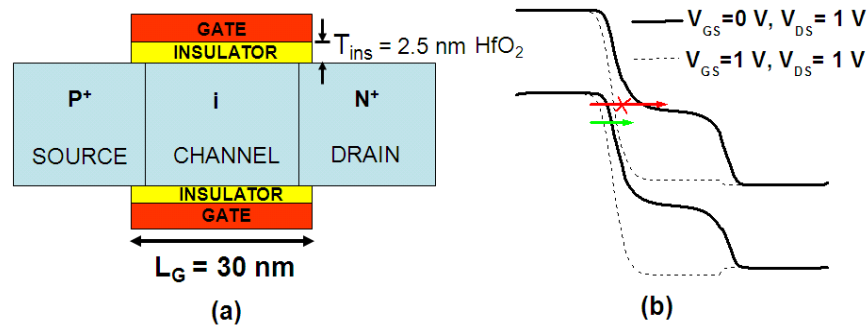 GATE
INSULATOR
T_ins = 2.5 nm HfO₂
P⁺ i N⁺
SOURCE CHANNEL DRAIN
INSULATOR
GATE
L_G = 30 nm
(a)
V_GS=0 V, V_DS= 1 V
V_GS=1 V, V_DS= 1 V
(b)